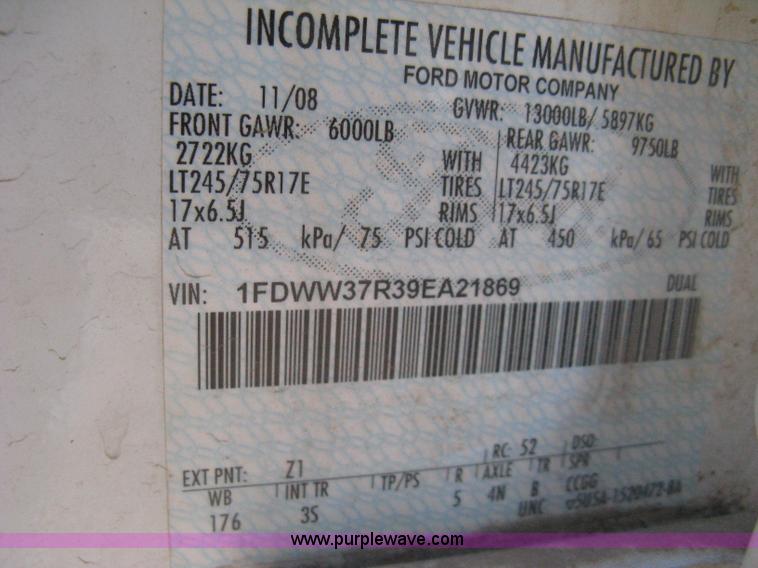 INCOMPLETE VEHICLE MANUFACTURED BY
FORD MOTOR COMPANY
DATE: 11/08 GVWR: 13000LB/ 5897KG
FRONT GAWR: 6000LB REAR GAWR: 9750LB
2722KG WITH 4423KG WITH
LT245/75R17E TIRES LT245/75R17E TIRES
17x6.5J RIMS 17x6.5J RIMS
AT 515 kPa/ 75 PSI COLD AT 450 kPa/ 65 PSI COLD
VIN: 1FDWW37R39EA21869 DUAL
EXT PNT: Z1 RC: 52 DSO:
WB INT TR TP/PS R AXLE TR SPR
176 3S 5 4N B CCGG
UNC
www.purplewave.com